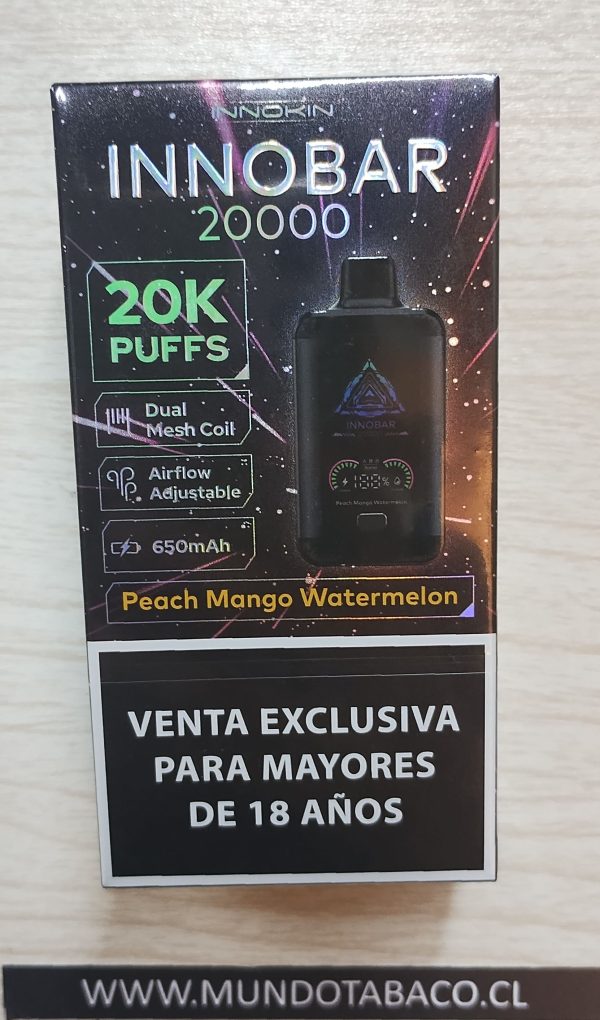 INNOKIN
INNOBAR
20000
20K
PUFFS
Dual
Mesh Coil
Airflow
Adjustable
650mAh
INNOBAR
188%
Peach Mango Watermelon
Peach Mango Watermelon
VENTA EXCLUSIVA
PARA MAYORES
DE 18 AÑOS
WWW.MUNDOTABACO.CL